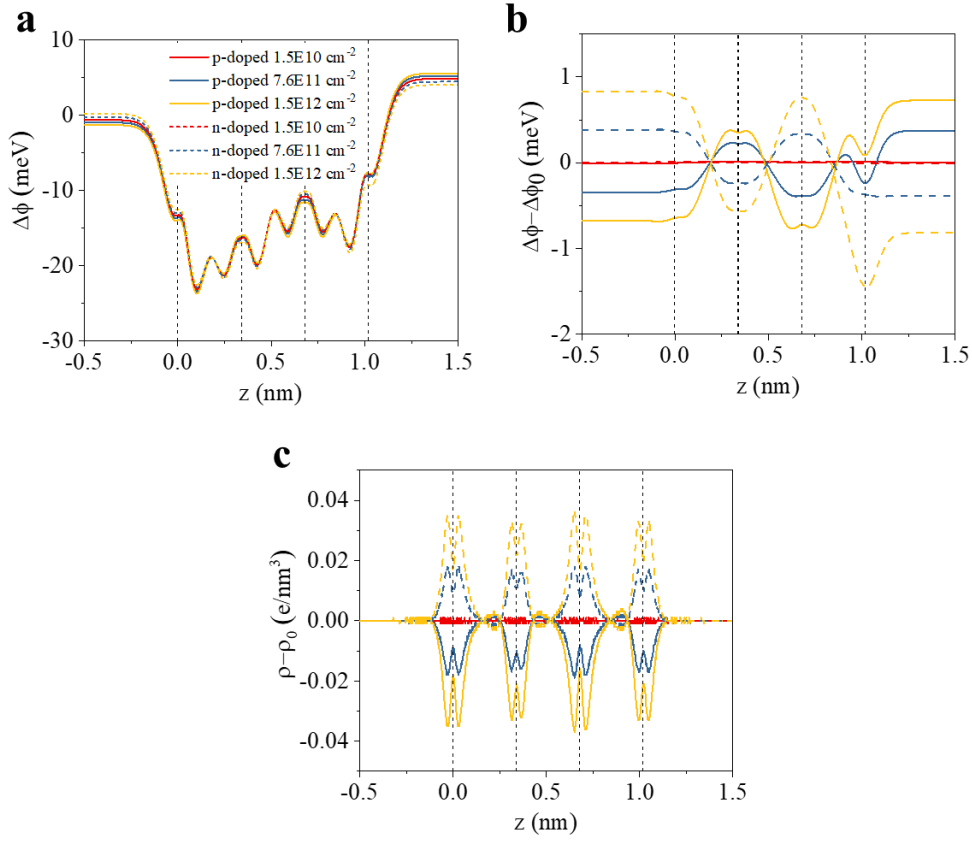 a
10
0
-10
-20
-30
Δϕ (meV)
p-doped 1.5E10 cm⁻²
p-doped 7.6E11 cm⁻²
p-doped 1.5E12 cm⁻²
n-doped 1.5E10 cm⁻²
n-doped 7.6E11 cm⁻²
n-doped 1.5E12 cm⁻²
-0.5 0.0 0.5 1.0 1.5
z (nm)
b
1
0
-1
-2
Δϕ−Δϕ₀ (meV)
-0.5 0.0 0.5 1.0 1.5
z (nm)
c
0.04
0.02
0.00
-0.02
-0.04
ρ−ρ₀ (e/nm³)
-0.5 0.0 0.5 1.0 1.5
z (nm)